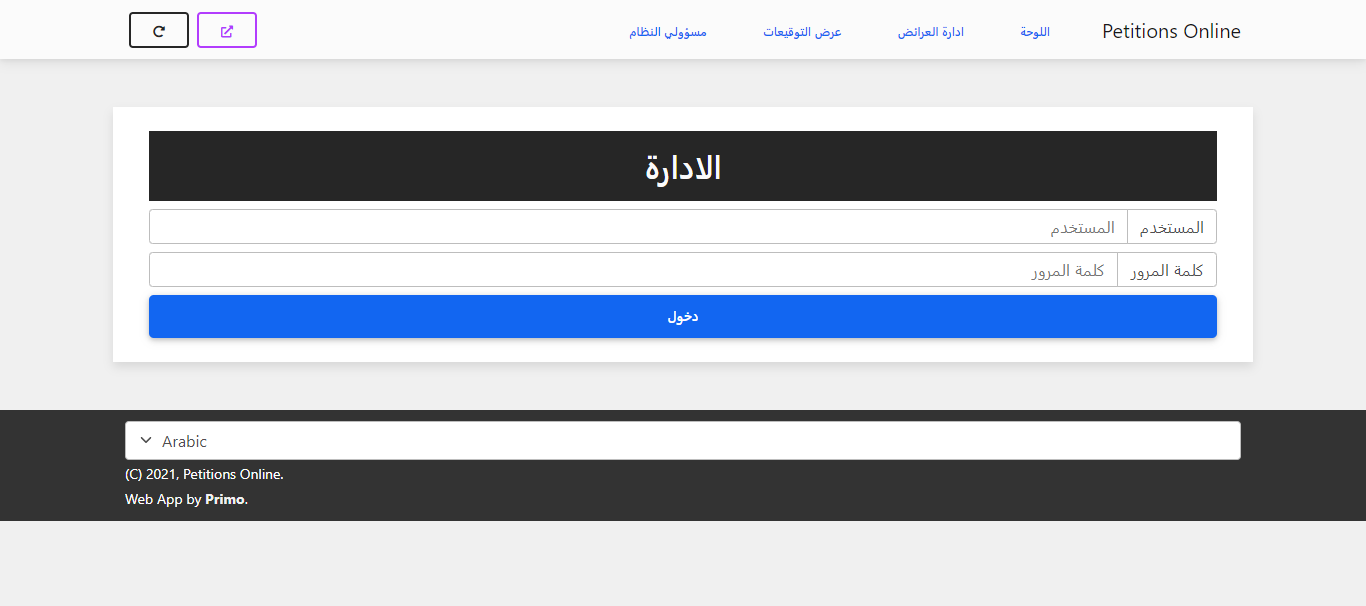 Petitions Online
اللوحة
ادارة العرائض
عرض التوقيعات
مسؤولي النظام
الادارة
المستخدم
المستخدم
كلمة المرور
كلمة المرور
دخول
Arabic
(C) 2021, Petitions Online.
Web App by Primo.